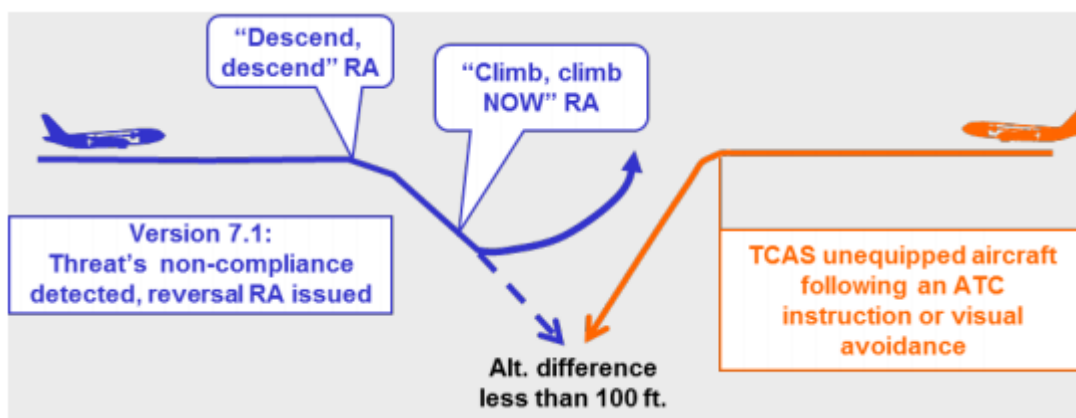 “Descend,
descend” RA
“Climb, climb
NOW” RA
Version 7.1:
Threat’s non-compliance
detected, reversal RA issued
TCAS unequipped aircraft
following an ATC
instruction or visual
avoidance
Alt. difference
less than 100 ft.